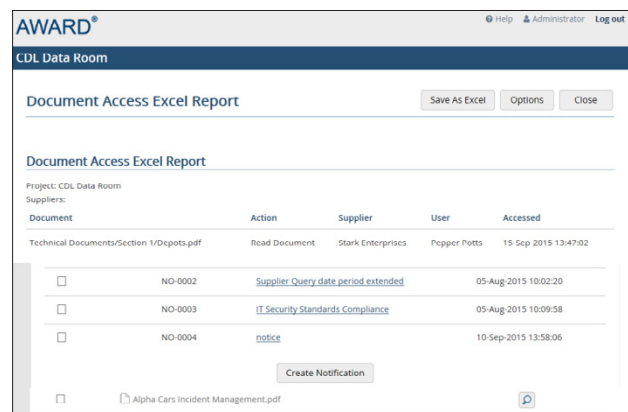 AWARD®
Help Administrator Log out
CDL Data Room
Document Access Excel Report
Save As Excel Options Close
Document Access Excel Report
Project: CDL Data Room
Suppliers:
Document Action Supplier User Accessed
Technical Documents/Section 1/Depots.pdf Read Document Stark Enterprises Pepper Potts 15 Sep 2015 13:47:02
NO-0002 Supplier Query date period extended 05-Aug-2015 10:02:20
NO-0003 IT Security Standards Compliance 05-Aug-2015 10:09:58
NO-0004 notice 10-Sep-2015 13:58:06
Create Notification
Alpha Cars Incident Management.pdf